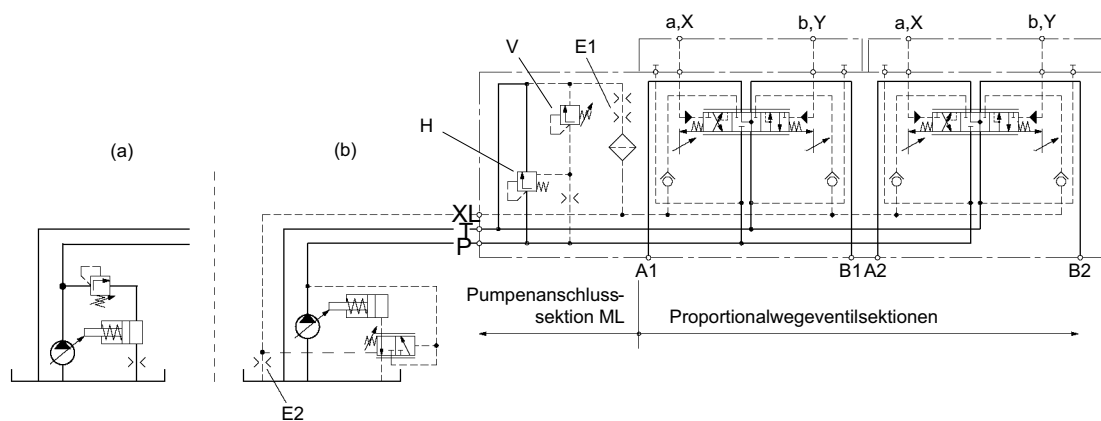 a,X b,Y a,X b,Y
V E1
H
(a) (b)
XL
T
P
A1 B1 A2 B2
Pumpenanschluss-
sektion ML
Proportionalwegeventilsektionen
E2